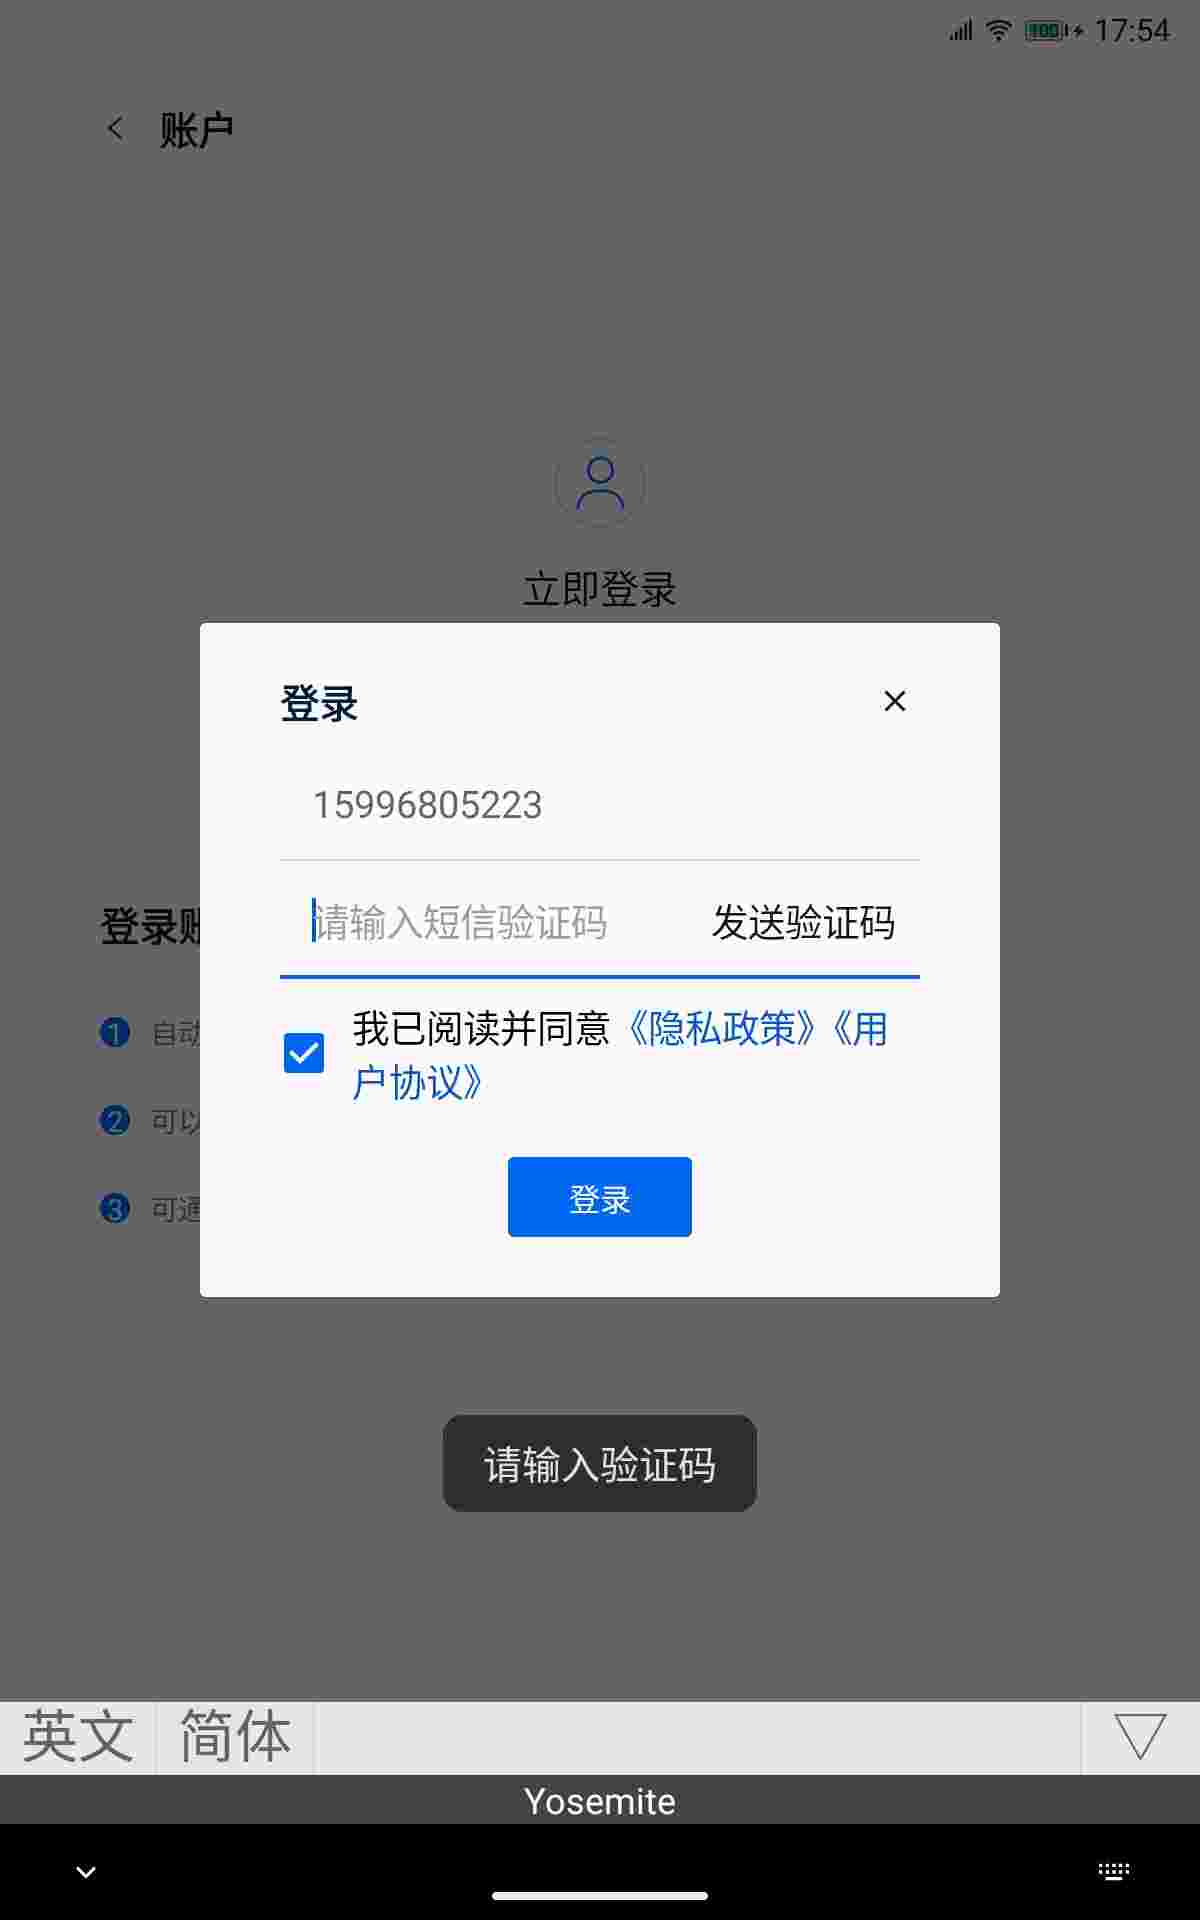 100 17:54
账户
立即登录
登录
15996805223
请输入短信验证码 发送验证码
我已阅读并同意《隐私政策》《用
户协议》
登录
登录账
1 自动
2 可以
3 可通
请输入验证码
英文 简体
Yosemite